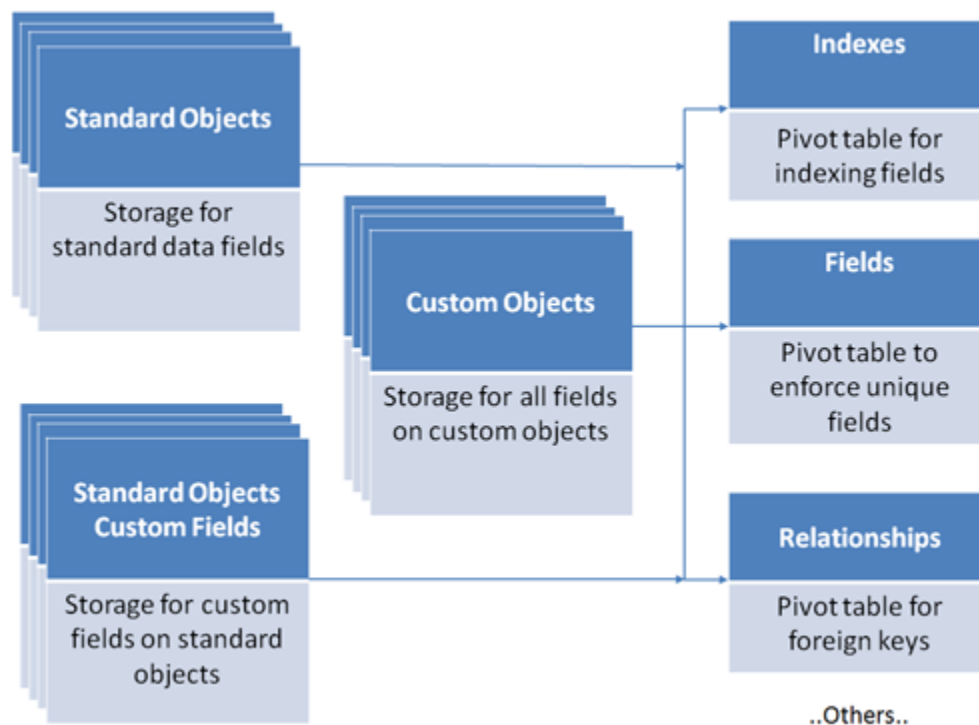 Standard Objects
Storage for
standard data fields
Custom Objects
Storage for all fields
on custom objects
Standard Objects
Custom Fields
Storage for custom
fields on standard
objects
Indexes
Pivot table for
indexing fields
Fields
Pivot table to
enforce unique
fields
Relationships
Pivot table for
foreign keys
..Others..